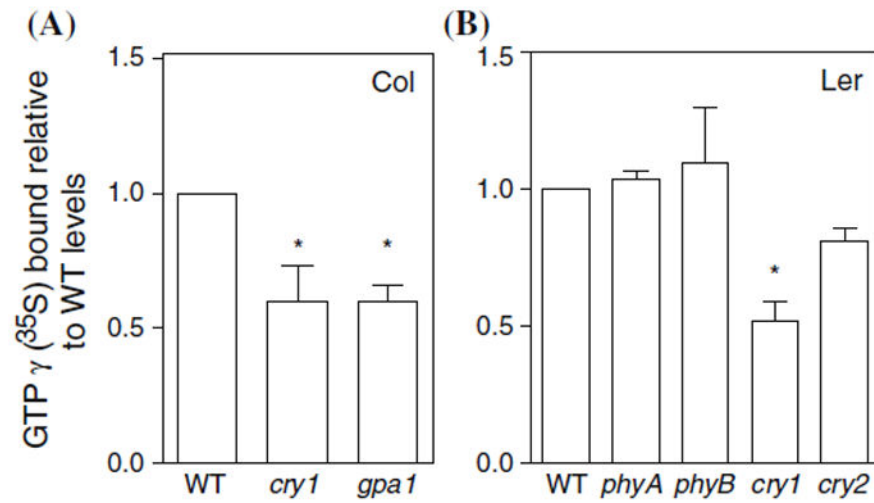 (A)
(B)
GTP γ (35S) bound relative
to WT levels
1.5
1.0
0.5
0.0
Col
*
*
WT cry1 gpa1
1.5
1.0
0.5
0.0
Ler
*
WT phyA phyB cry1 cry2